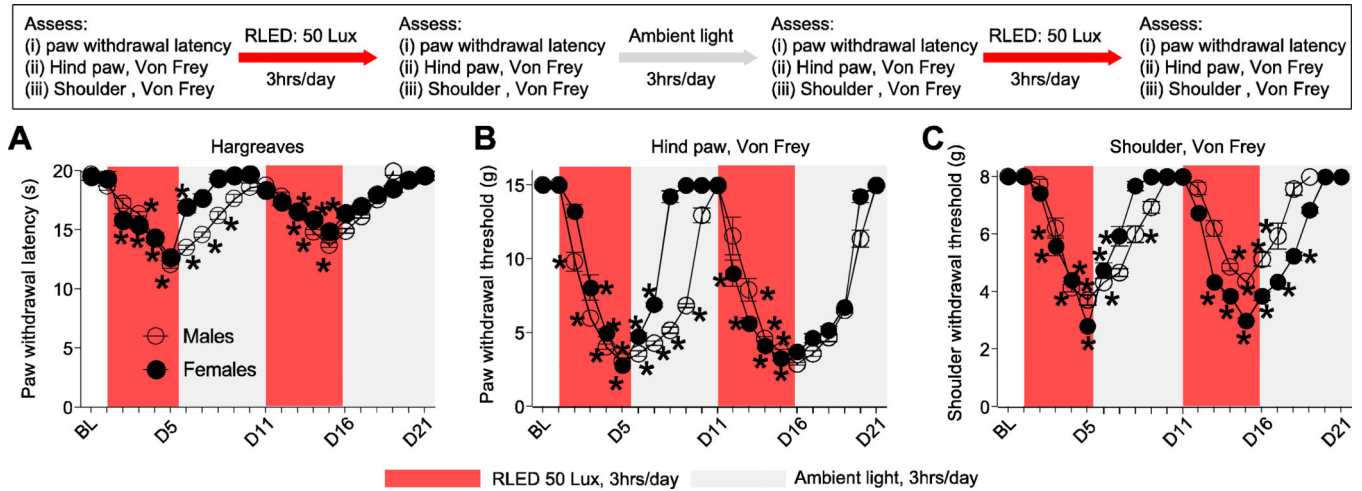 Assess:
(i) paw withdrawal latency
(ii) Hind paw, Von Frey
(iii) Shoulder , Von Frey
RLED: 50 Lux
3hrs/day
Assess:
(i) paw withdrawal latency
(ii) Hind paw, Von Frey
(iii) Shoulder , Von Frey
Ambient light
3hrs/day
Assess:
(i) paw withdrawal latency
(ii) Hind paw, Von Frey
(iii) Shoulder , Von Frey
RLED: 50 Lux
3hrs/day
Assess:
(i) paw withdrawal latency
(ii) Hind paw, Von Frey
(iii) Shoulder , Von Frey
A
Hargreaves
Paw withdrawal latency (s)
20
15
10
5
0
Males
Females
BL
D5
D11
D16
D21
B
Hind paw, Von Frey
Paw withdrawal threshold (g)
15
10
5
0
BL
D5
D11
D16
D21
C
Shoulder, Von Frey
Shoulder withdrawal threshold (g)
8
6
4
2
0
BL
D5
D11
D16
D21
RLED 50 Lux, 3hrs/day
Ambient light, 3hrs/day